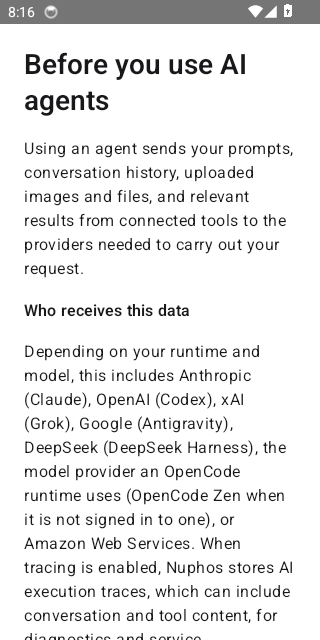 8:16
Before you use AI
agents
Using an agent sends your prompts,
conversation history, uploaded
images and files, and relevant
results from connected tools to the
providers needed to carry out your
request.
Who receives this data
Depending on your runtime and
model, this includes Anthropic
(Claude), OpenAI (Codex), xAI
(Grok), Google (Antigravity),
DeepSeek (DeepSeek Harness), the
model provider an OpenCode
runtime uses (OpenCode Zen when
it is not signed in to one), or
Amazon Web Services. When
tracing is enabled, Nuphos stores AI
execution traces, which can include
conversation and tool content, for
diagnostics and service